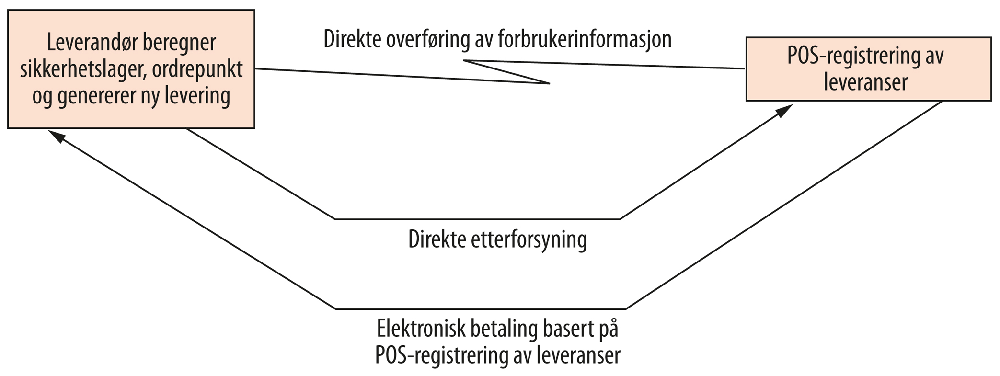 Leverandør beregner
sikkerhetslager, ordrepunkt
og genererer ny levering
Direkte overføring av forbrukerinformasjon
POS-registrering av
leveranser
Direkte etterforsyning
Elektronisk betaling basert på
POS-registrering av leveranser